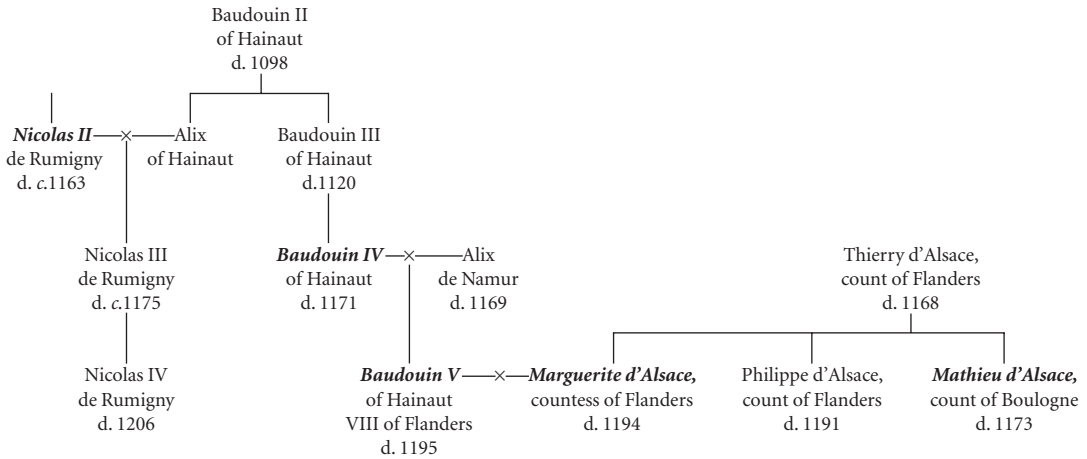 Baudouin II
of Hainaut
d. 1098
Nicolas II
de Rumigny
d. c.1163
×
Alix
of Hainaut
Baudouin III
of Hainaut
d.1120
Nicolas III
de Rumigny
d. c.1175
Baudouin IV
of Hainaut
d. 1171
×
Alix
de Namur
d. 1169
Thierry d'Alsace,
count of Flanders
d. 1168
Nicolas IV
de Rumigny
d. 1206
Baudouin V
of Hainaut
VIII of Flanders
d. 1195
×
Marguerite d'Alsace,
countess of Flanders
d. 1194
Philippe d'Alsace,
count of Flanders
d. 1191
Mathieu d'Alsace,
count of Boulogne
d. 1173